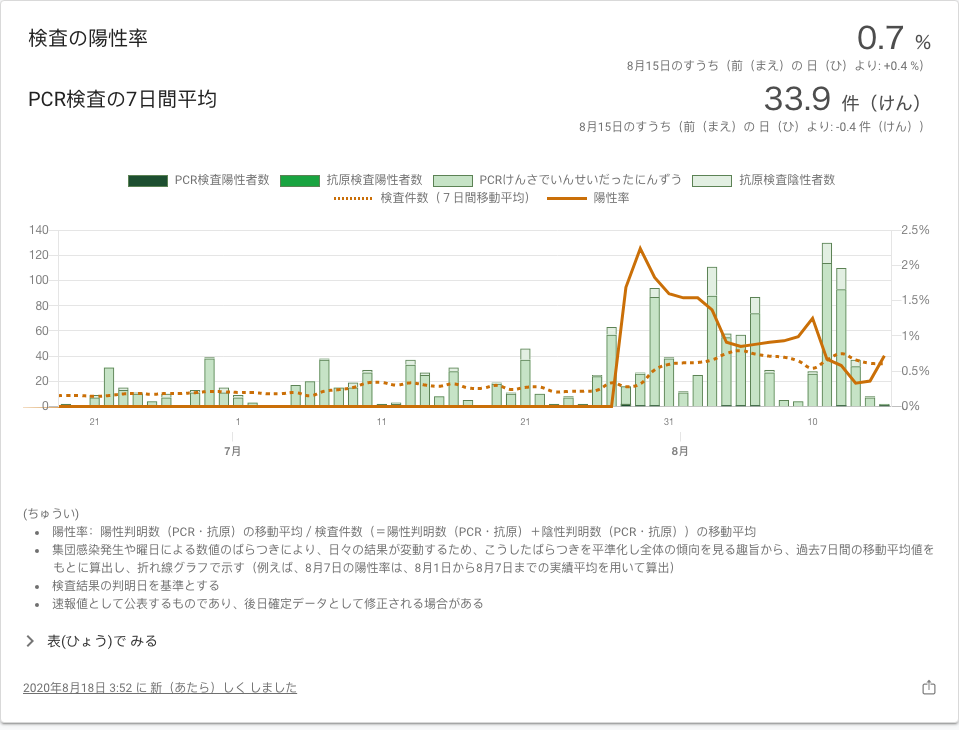 検査の陽性率
0.7 %
8月15日のすうち（前（まえ）の 日（ひ）より: +0.4 %）
PCR検査の7日間平均
33.9 件（けん）
8月15日のすうち（前（まえ）の 日（ひ）より: -0.4 件（けん））
PCR検査陽性者数 抗原検査陽性者数 PCRけんさでいんせいだったにんずう 抗原検査陰性者数
検査件数（７日間移動平均） 陽性率
140 2.5%
120
2%
100
80 1.5%
60 1%
40
0.5%
20
0 0%
21 1 11 21 31 10
7月 8月
(ちゅうい)
• 陽性率：陽性判明数（PCR・抗原）の移動平均 / 検査件数（＝陽性判明数（PCR・抗原）＋陰性判明数（PCR・抗原））の移動平均
• 集団感染発生や曜日による数値のばらつきにより、日々の結果が変動するため、こうしたばらつきを平準化し全体の傾向を見る趣旨から、過去7日間の移動平均値を
もとに算出し、折れ線グラフで示す（例えば、8月7日の陽性率は、8月1日から8月7日までの実績平均を用いて算出）
• 検査結果の判明日を基準とする
• 速報値として公表するものであり、後日確定データとして修正される場合がある
表(ひょう)で みる
2020年8月18日 3:52 に 新（あたら）しく しました